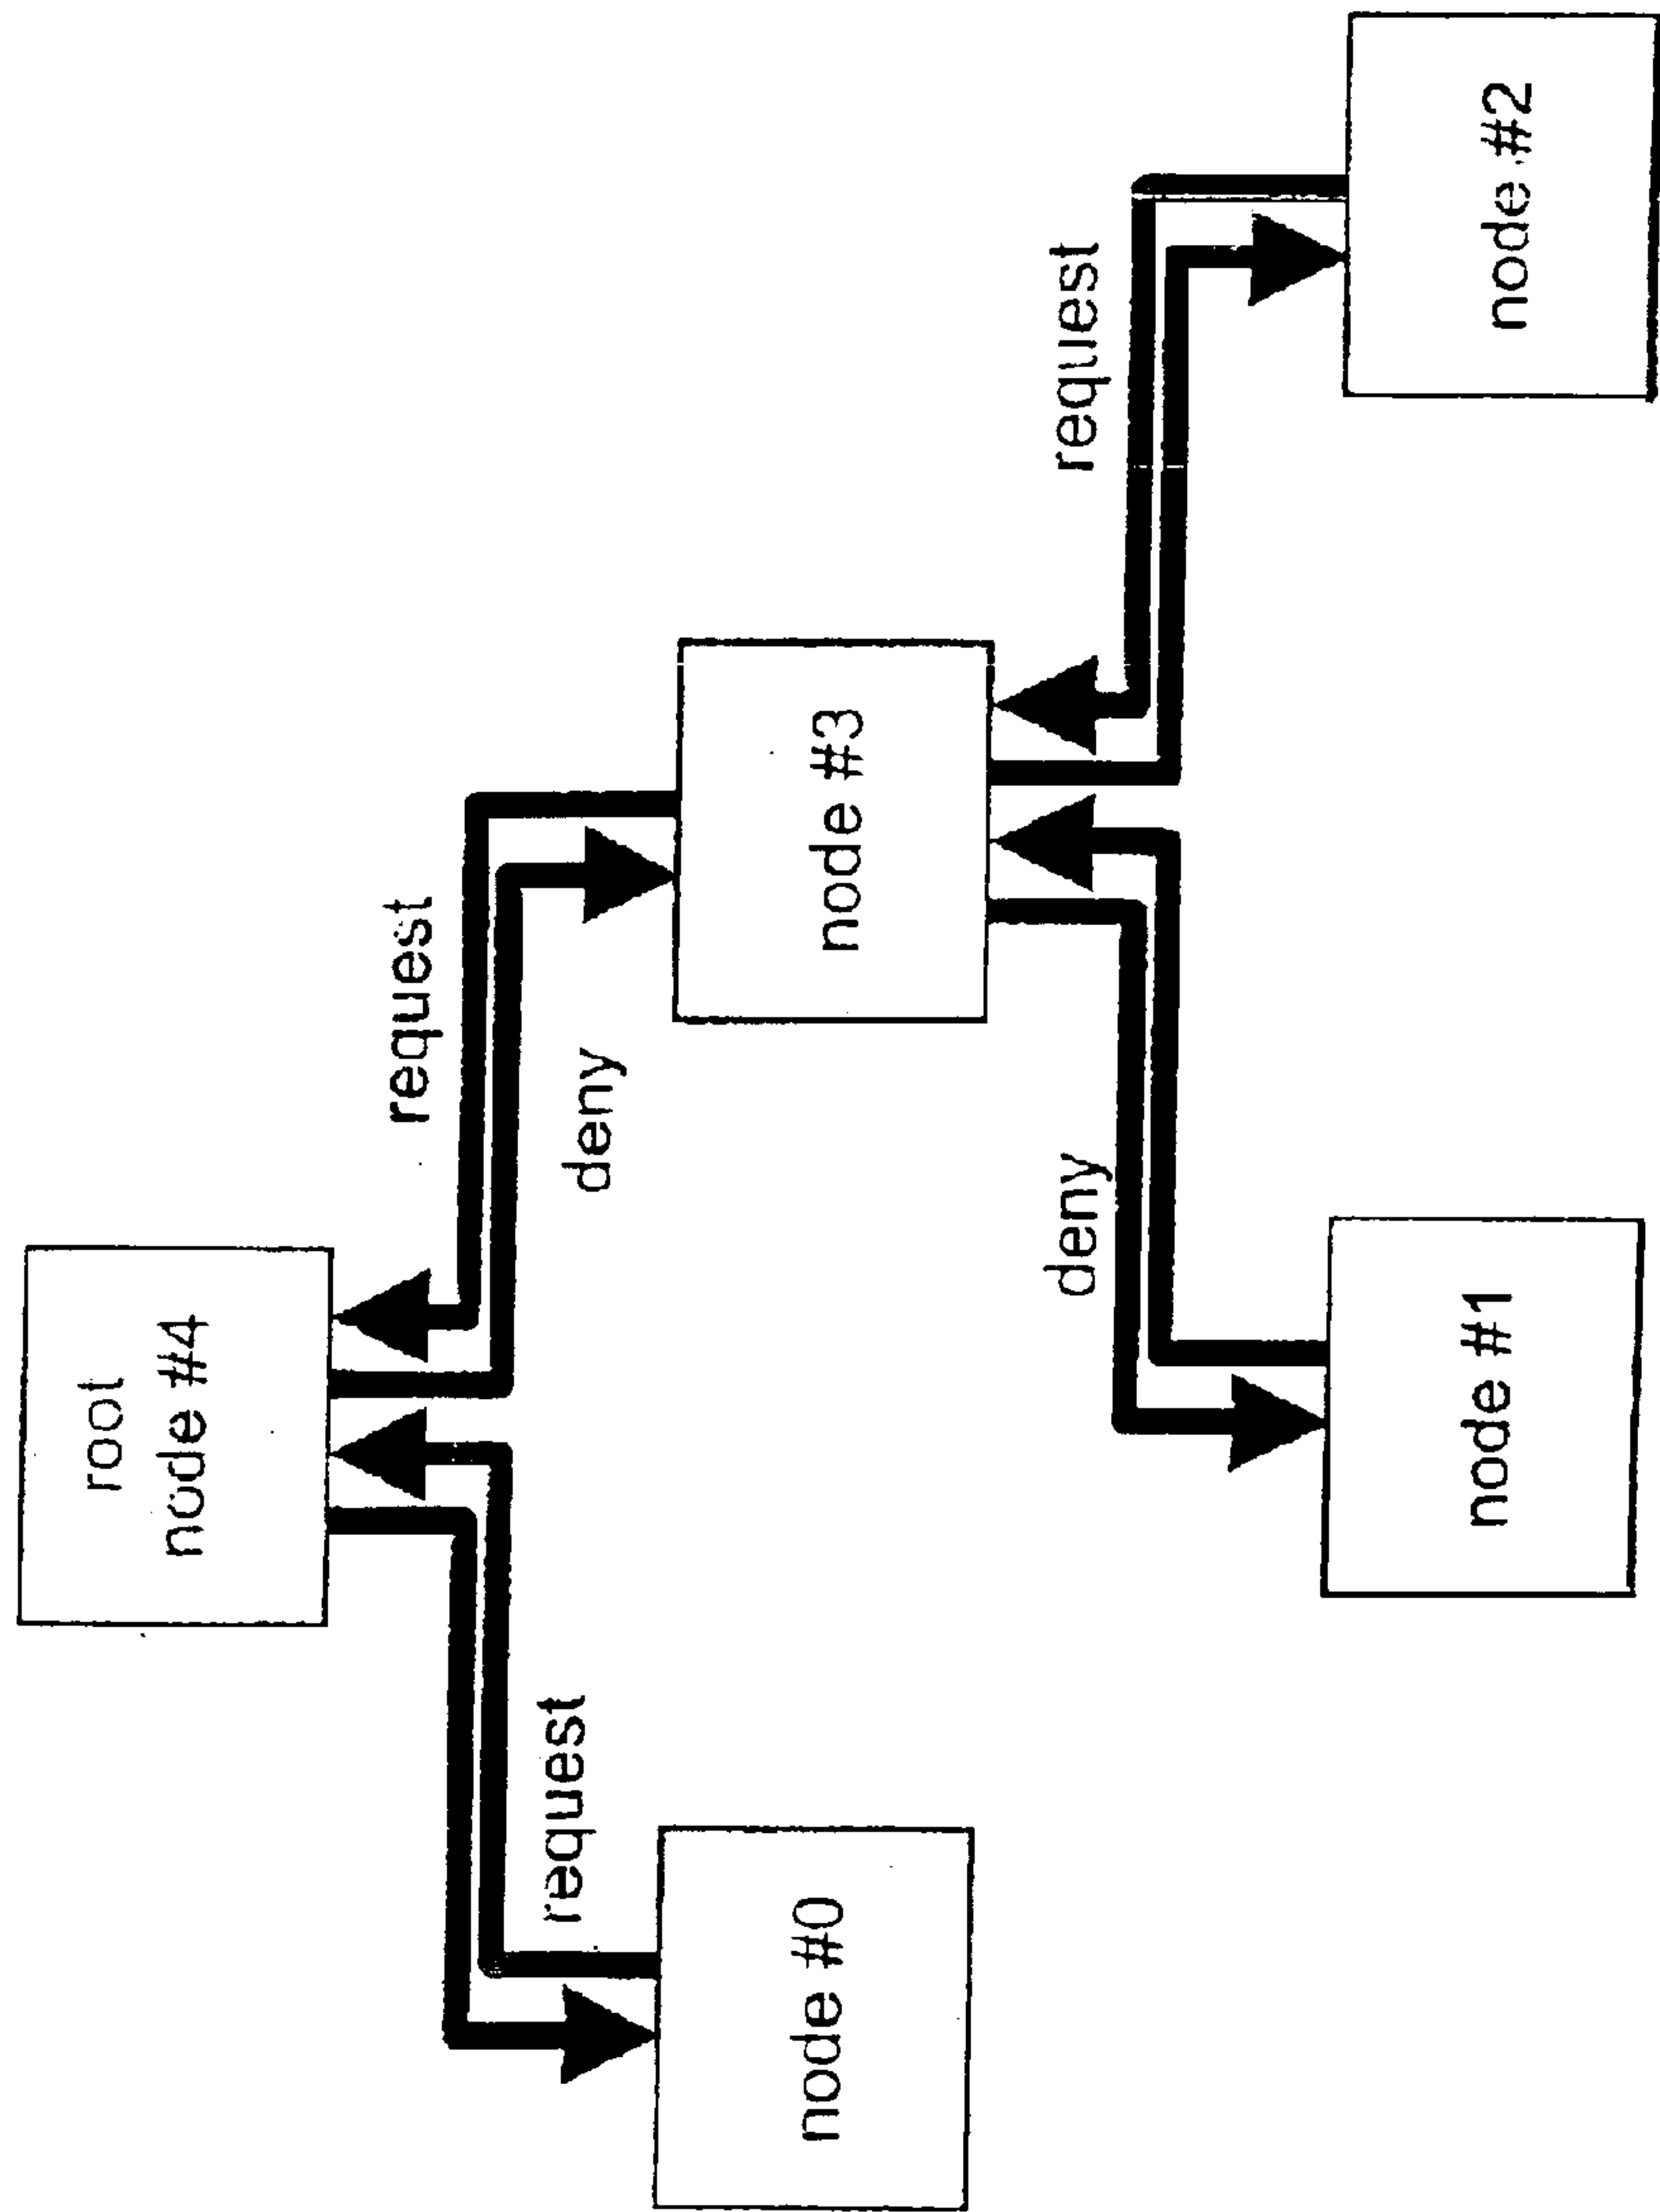 root
node #4
request
request
deny
node #0
node #3
deny
request
node #1
node #2